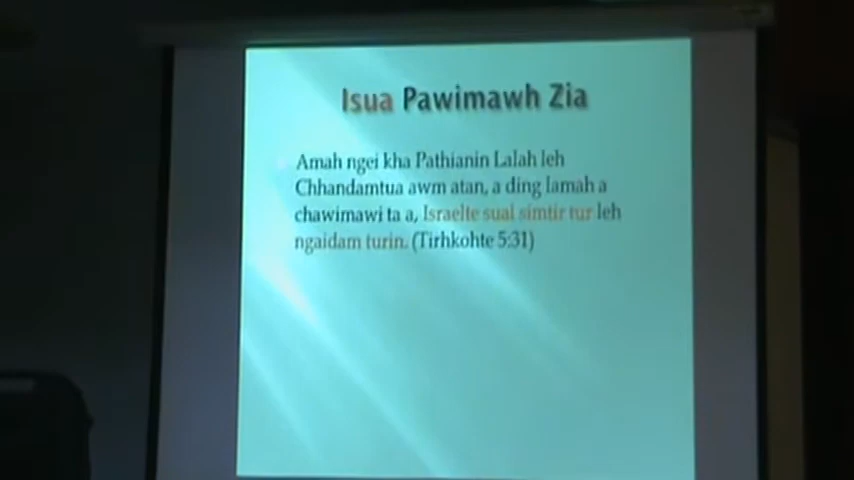 Isua Pawimawh Zia
Amah ngei kha Pathianin Lalah leh
Chhandamtua awm atan, a ding lamah a
chawimawi ta a, Israelte sual simtir tur leh
ngaidam turin. (Tirhkohte 5:31)